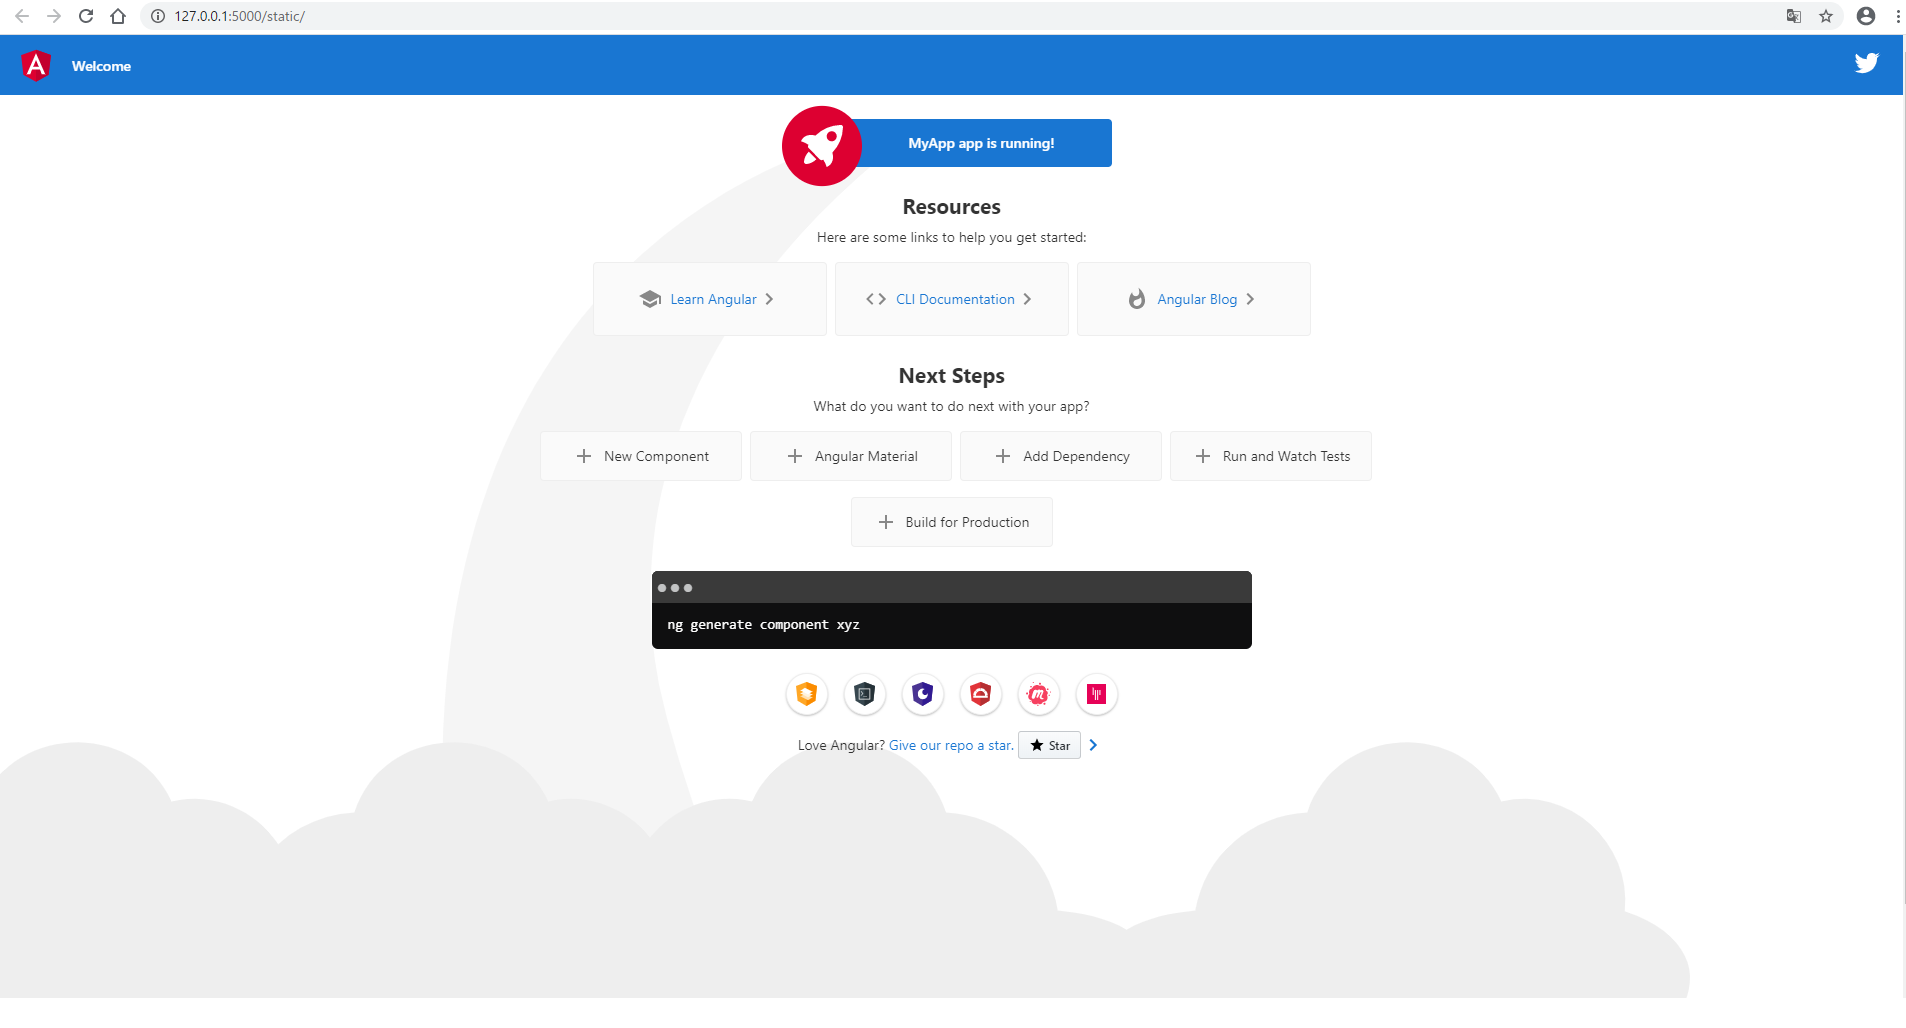 127.0.0.1:5000/static/
Welcome
MyApp app is running!
Resources
Here are some links to help you get started:
Learn Angular
CLI Documentation
Angular Blog
Next Steps
What do you want to do next with your app?
New Component
Angular Material
Add Dependency
Run and Watch Tests
Build for Production
ng generate component xyz
Love Angular? Give our repo a star. Star